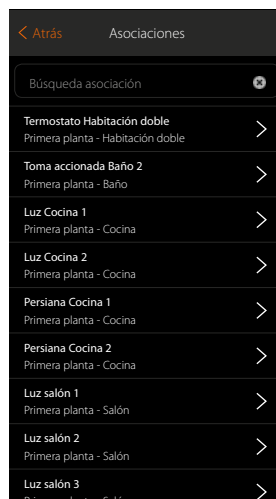 Atrás
Asociaciones
Búsqueda asociación
Termostato Habitación doble
Primera planta - Habitación doble
Toma accionada Baño 2
Primera planta - Baño
Luz Cocina 1
Primera planta - Cocina
Luz Cocina 2
Primera planta - Cocina
Persiana Cocina 1
Primera planta - Cocina
Persiana Cocina 2
Primera planta - Cocina
Luz salón 1
Primera planta - Salón
Luz salón 2
Primera planta - Salón
Luz salón 3